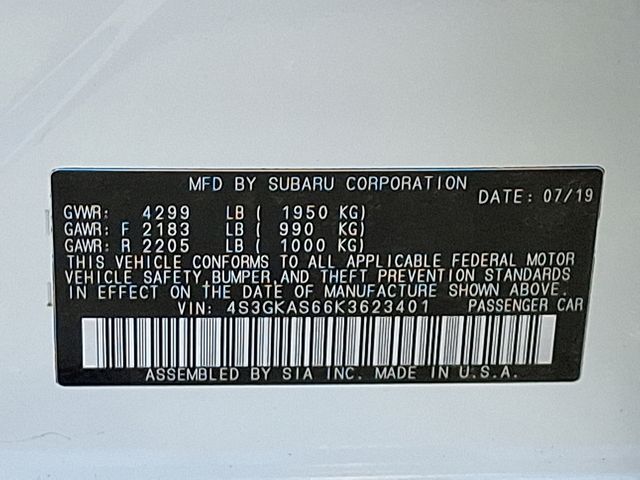 MFD BY SUBARU CORPORATION DATE: 07/19
GVWR: 4299 LB ( 1950 KG)
GAWR: F 2183 LB ( 990 KG)
GAWR: R 2205 LB ( 1000 KG)
THIS VEHICLE CONFORMS TO ALL APPLICABLE FEDERAL MOTOR
VEHICLE SAFETY,BUMPER,AND THEFT PREVENTION STANDARDS
IN EFFECT ON THE DATE OF MANUFACTURE SHOWN ABOVE.
VIN: 4S3GKAS66K3623401 PASSENGER CAR
ASSEMBLED BY SIA INC. MADE IN U.S.A.